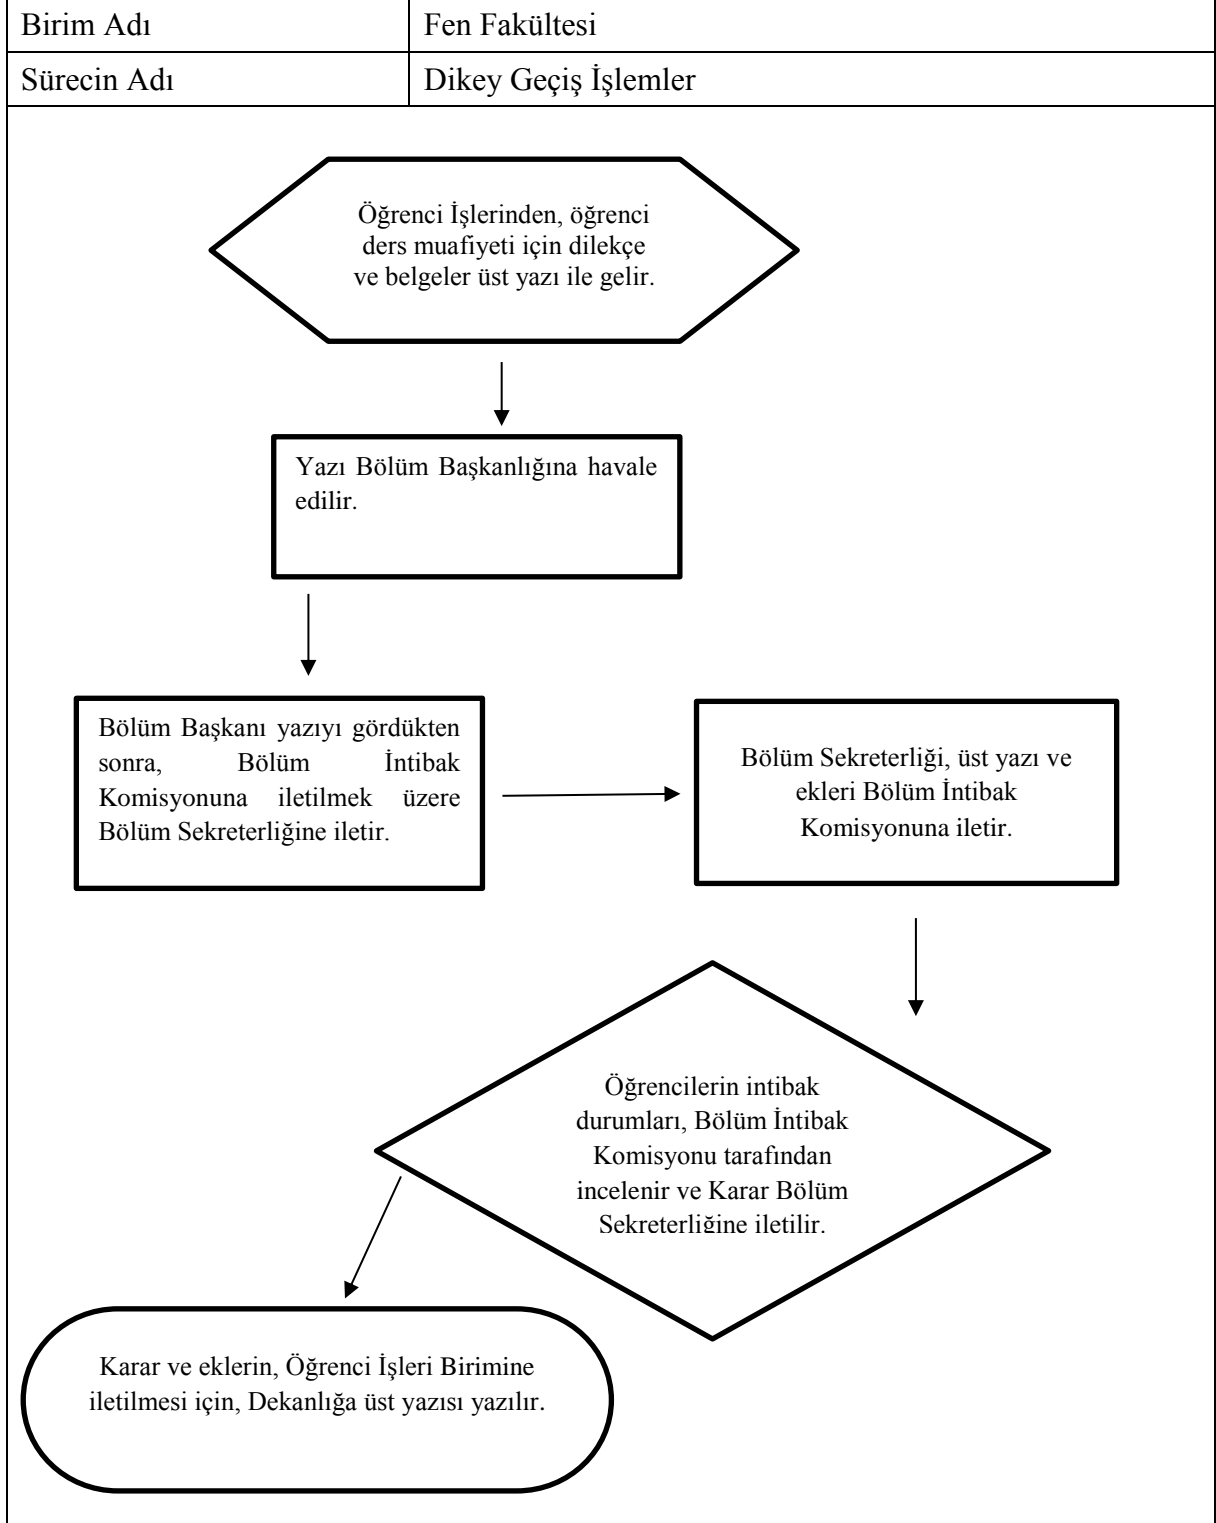 Birim Adı
Fen Fakültesi
Sürecin Adı
Dikey Geçiş İşlemler
Öğrenci İşlerinden, öğrenci
ders muafiyeti için dilekçe
ve belgeler üst yazı ile gelir.
Yazı Bölüm Başkanlığına havale
edilir.
Bölüm Başkanı yazıyı gördükten
sonra, Bölüm İntibak
Komisyonuna iletilmek üzere
Bölüm Sekreterliğine iletir.
Bölüm Sekreterliği, üst yazı ve
ekleri Bölüm İntibak
Komisyonuna iletir.
Öğrencilerin intibak
durumları, Bölüm İntibak
Komisyonu tarafından
incelenir ve Karar Bölüm
Sekreterliğine iletilir.
Karar ve eklerin, Öğrenci İşleri Birimine
iletilmesi için, Dekanlığa üst yazısı yazılır.